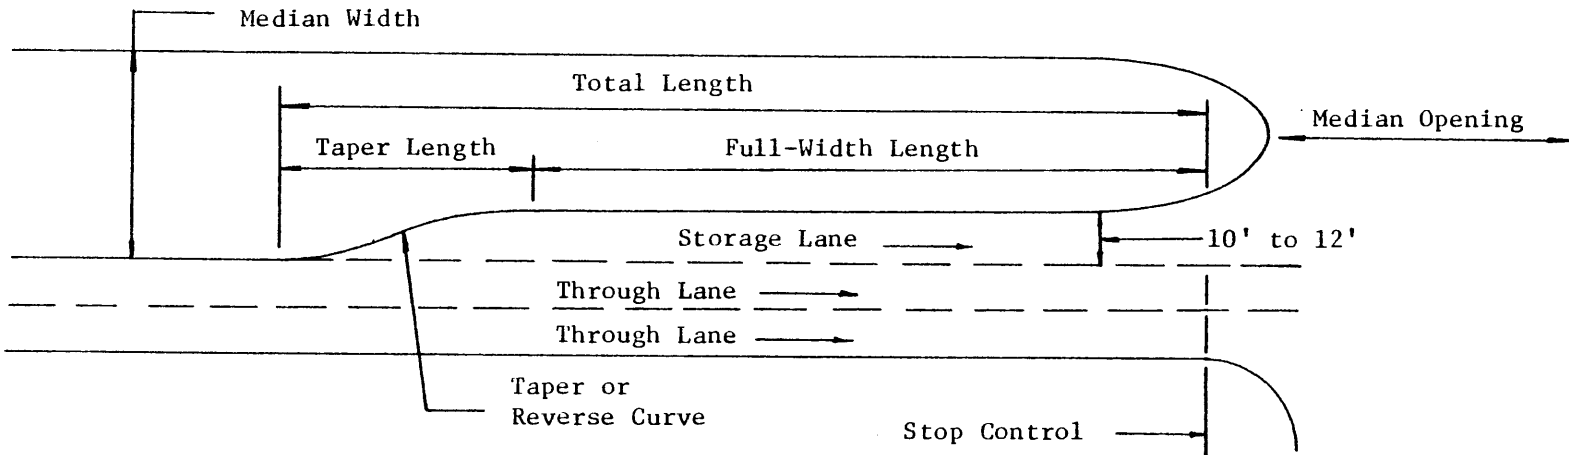 Median Width
Total Length
Median Opening
Taper Length
Full-Width Length
Storage Lane
10' to 12'
Through Lane
Through Lane
Taper or
Reverse Curve
Stop Control